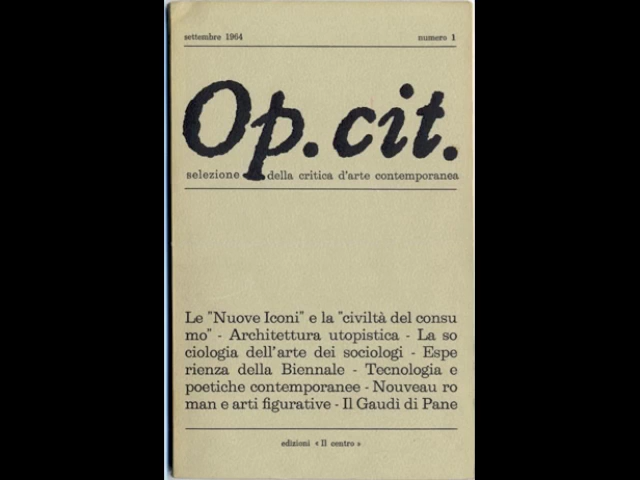 settembre 1964 numero 1
Op. cit.
selezione della critica d'arte contemporanea
Le "Nuove Iconi" e la "civiltà del consu
mo" - Architettura utopistica - La so
ciologia dell'arte dei sociologi - Espe
rienza della Biennale - Tecnologia e
poetiche contemporanee - Nouveau ro
man e arti figurative - Il Gaudì di Pane
edizioni « Il centro »